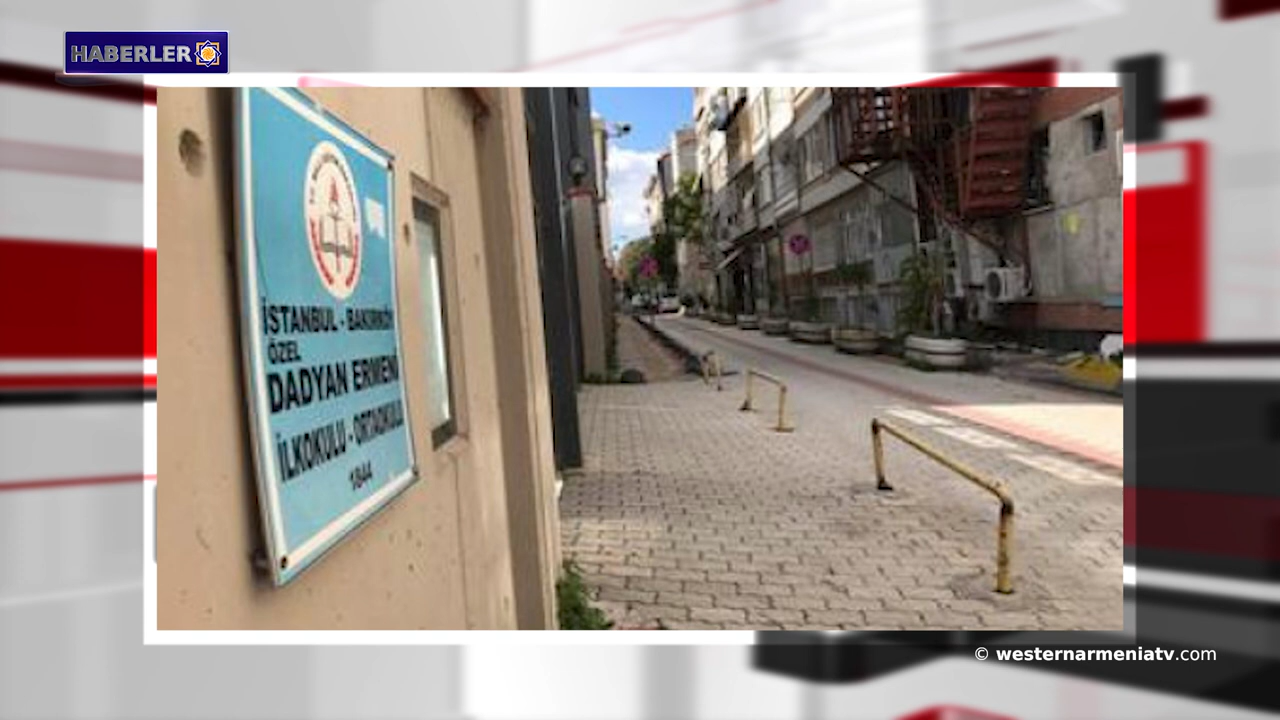 HABERLER
İSTANBUL - BAKIRKÖY
ÖZEL
DADYAN ERMENİ
İLKOKULU - ORTAOKULU
1844
© westernarmeniatv.com